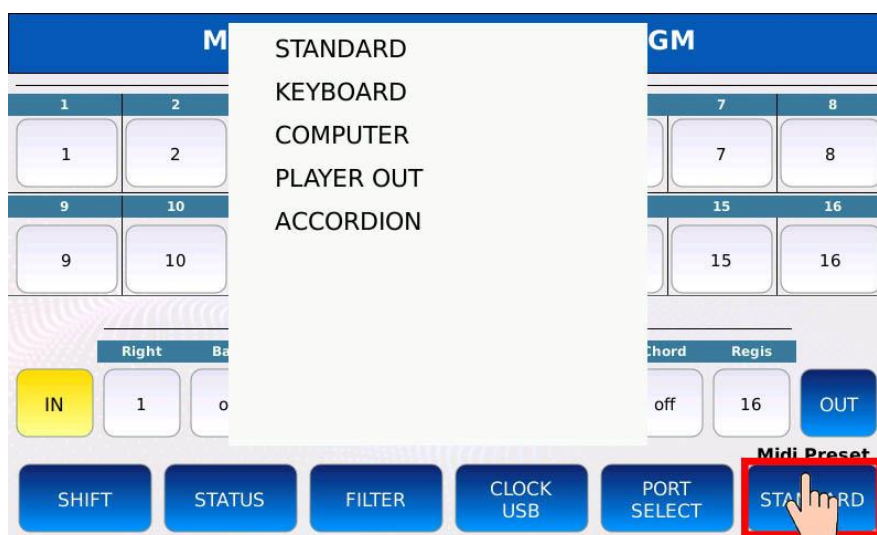 STANDARD
KEYBOARD
COMPUTER
PLAYER OUT
ACCORDION
M GM
1 2 7 8
1 2 7 8
9 10 15 16
9 10 15 16
Right Ba Chord Regis
IN 1 o off 16 OUT
Midi Preset
SHIFT STATUS FILTER CLOCK USB PORT SELECT STANDARD